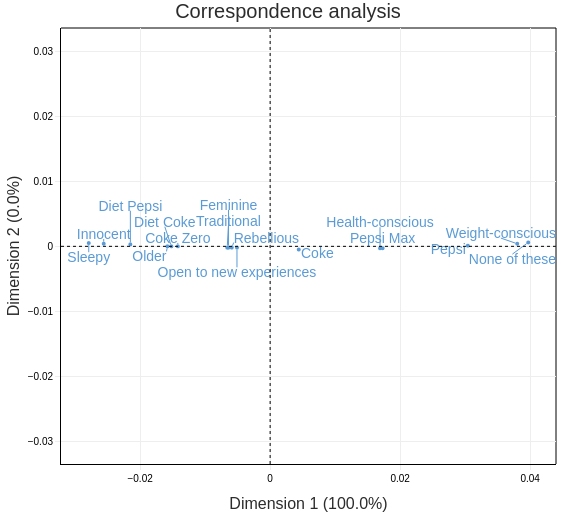 Correspondence analysis
0.03
0.02
0.01
0
−0.01
−0.02
−0.03
Dimension 2 (0.0%)
Diet Pepsi
Feminine
Diet Coke
Traditional
Health-conscious
Innocent
Coke Zero
Rebellious
Pepsi Max
Weight-conscious
Sleepy
Older
Coke
Pepsi
None of these
Open to new experiences
−0.02
0
0.02
0.04
Dimension 1 (100.0%)